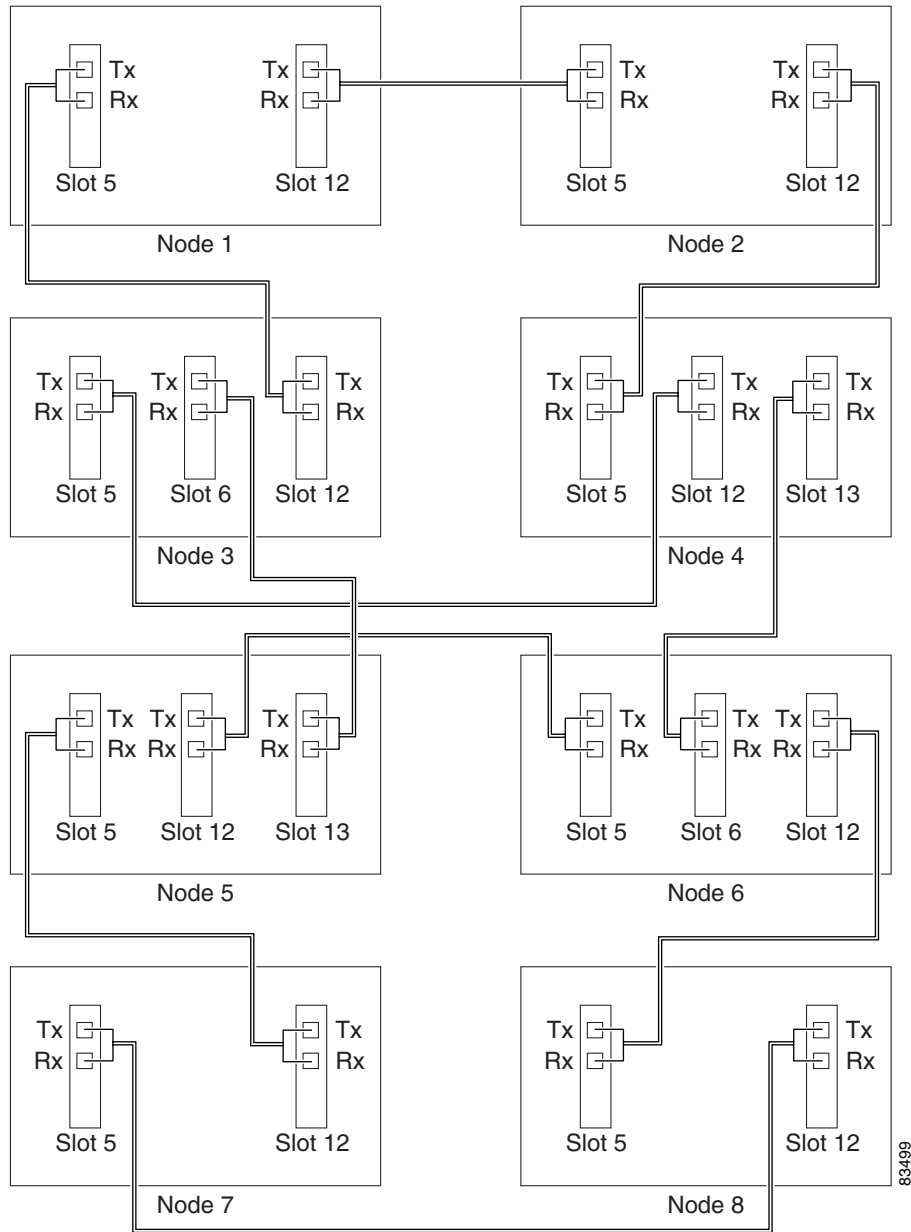 Tx Tx Tx Tx
Rx Rx Rx Rx
Slot 5 Slot 12 Slot 5 Slot 12
Node 1 Node 2
Tx Tx Tx Tx Tx Tx
Rx Rx Rx Rx Rx Rx
Slot 5 Slot 6 Slot 12 Slot 5 Slot 12 Slot 13
Node 3 Node 4
Tx Tx Tx Tx Tx Tx
Rx Rx Rx Rx Rx Rx
Slot 5 Slot 12 Slot 13 Slot 5 Slot 6 Slot 12
Node 5 Node 6
Tx Tx Tx Tx
Rx Rx Rx Rx
Slot 5 Slot 12 Slot 5 Slot 12
Node 7 Node 8
83499